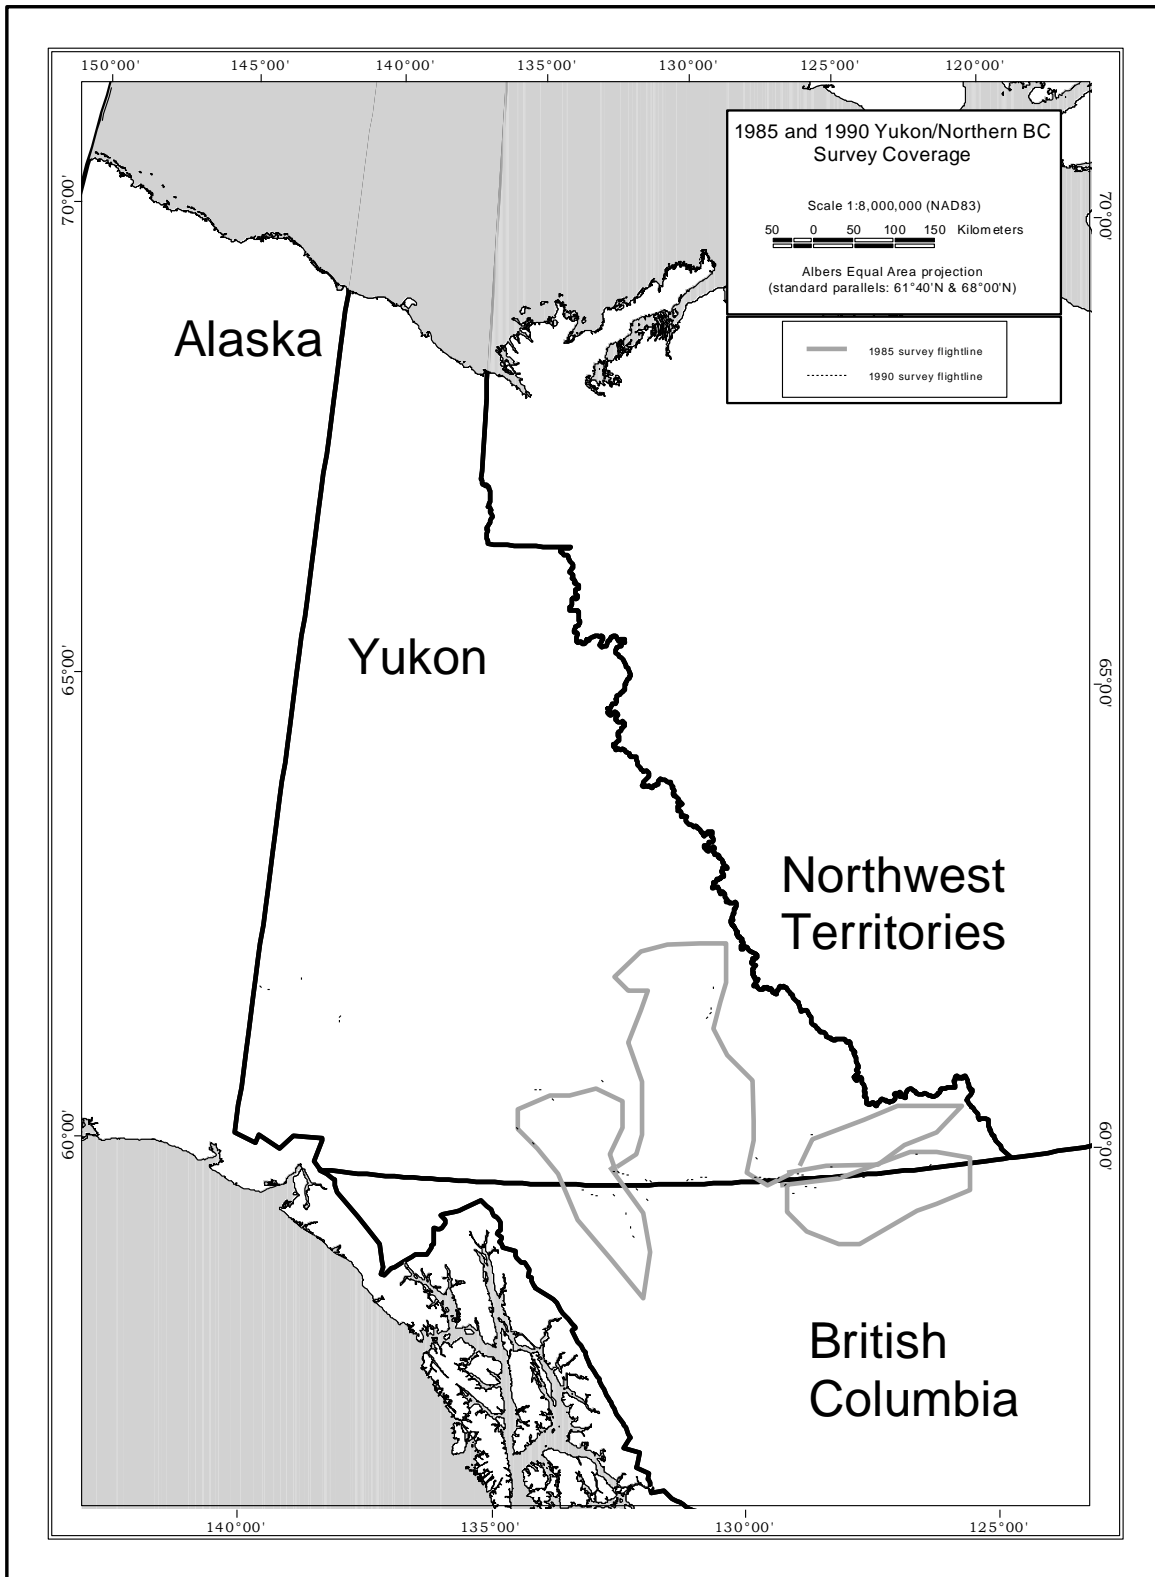 150°00' 145°00' 140°00' 135°00' 130°00' 125°00' 120°00'
1985 and 1990 Yukon/Northern BC
Survey Coverage
Scale 1:8,000,000 (NAD83)
50 0 50 100 150 Kilometers
Albers Equal Area projection
(standard parallels: 61°40'N & 68°00'N)
1985 survey flightline
1990 survey flightline
70°00'
70°00'
Alaska
Yukon
65°00'
65°00'
Northwest
Territories
60°00'
60°00'
British
Columbia
140°00' 135°00' 130°00' 125°00'